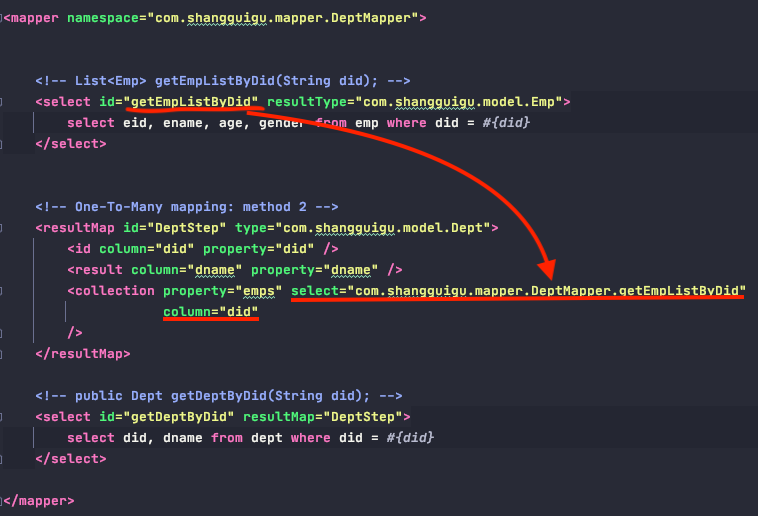 <mapper namespace="com.shangguigu.mapper.DeptMapper">
<!-- List<Emp> getEmpListByDid(String did); -->
<select id="getEmpListByDid" resultType="com.shangguigu.model.Emp">
select eid, ename, age, gender from emp where did = #{did}
</select>
<!-- One-To-Many mapping: method 2 -->
<resultMap id="DeptStep" type="com.shangguigu.model.Dept">
<id column="did" property="did" />
<result column="dname" property="dname" />
<collection property="emps" select="com.shangguigu.mapper.DeptMapper.getEmpListByDid"
column="did"
/>
</resultMap>
<!-- public Dept getDeptByDid(String did); -->
<select id="getDeptByDid" resultMap="DeptStep">
select did, dname from dept where did = #{did}
</select>
</mapper>